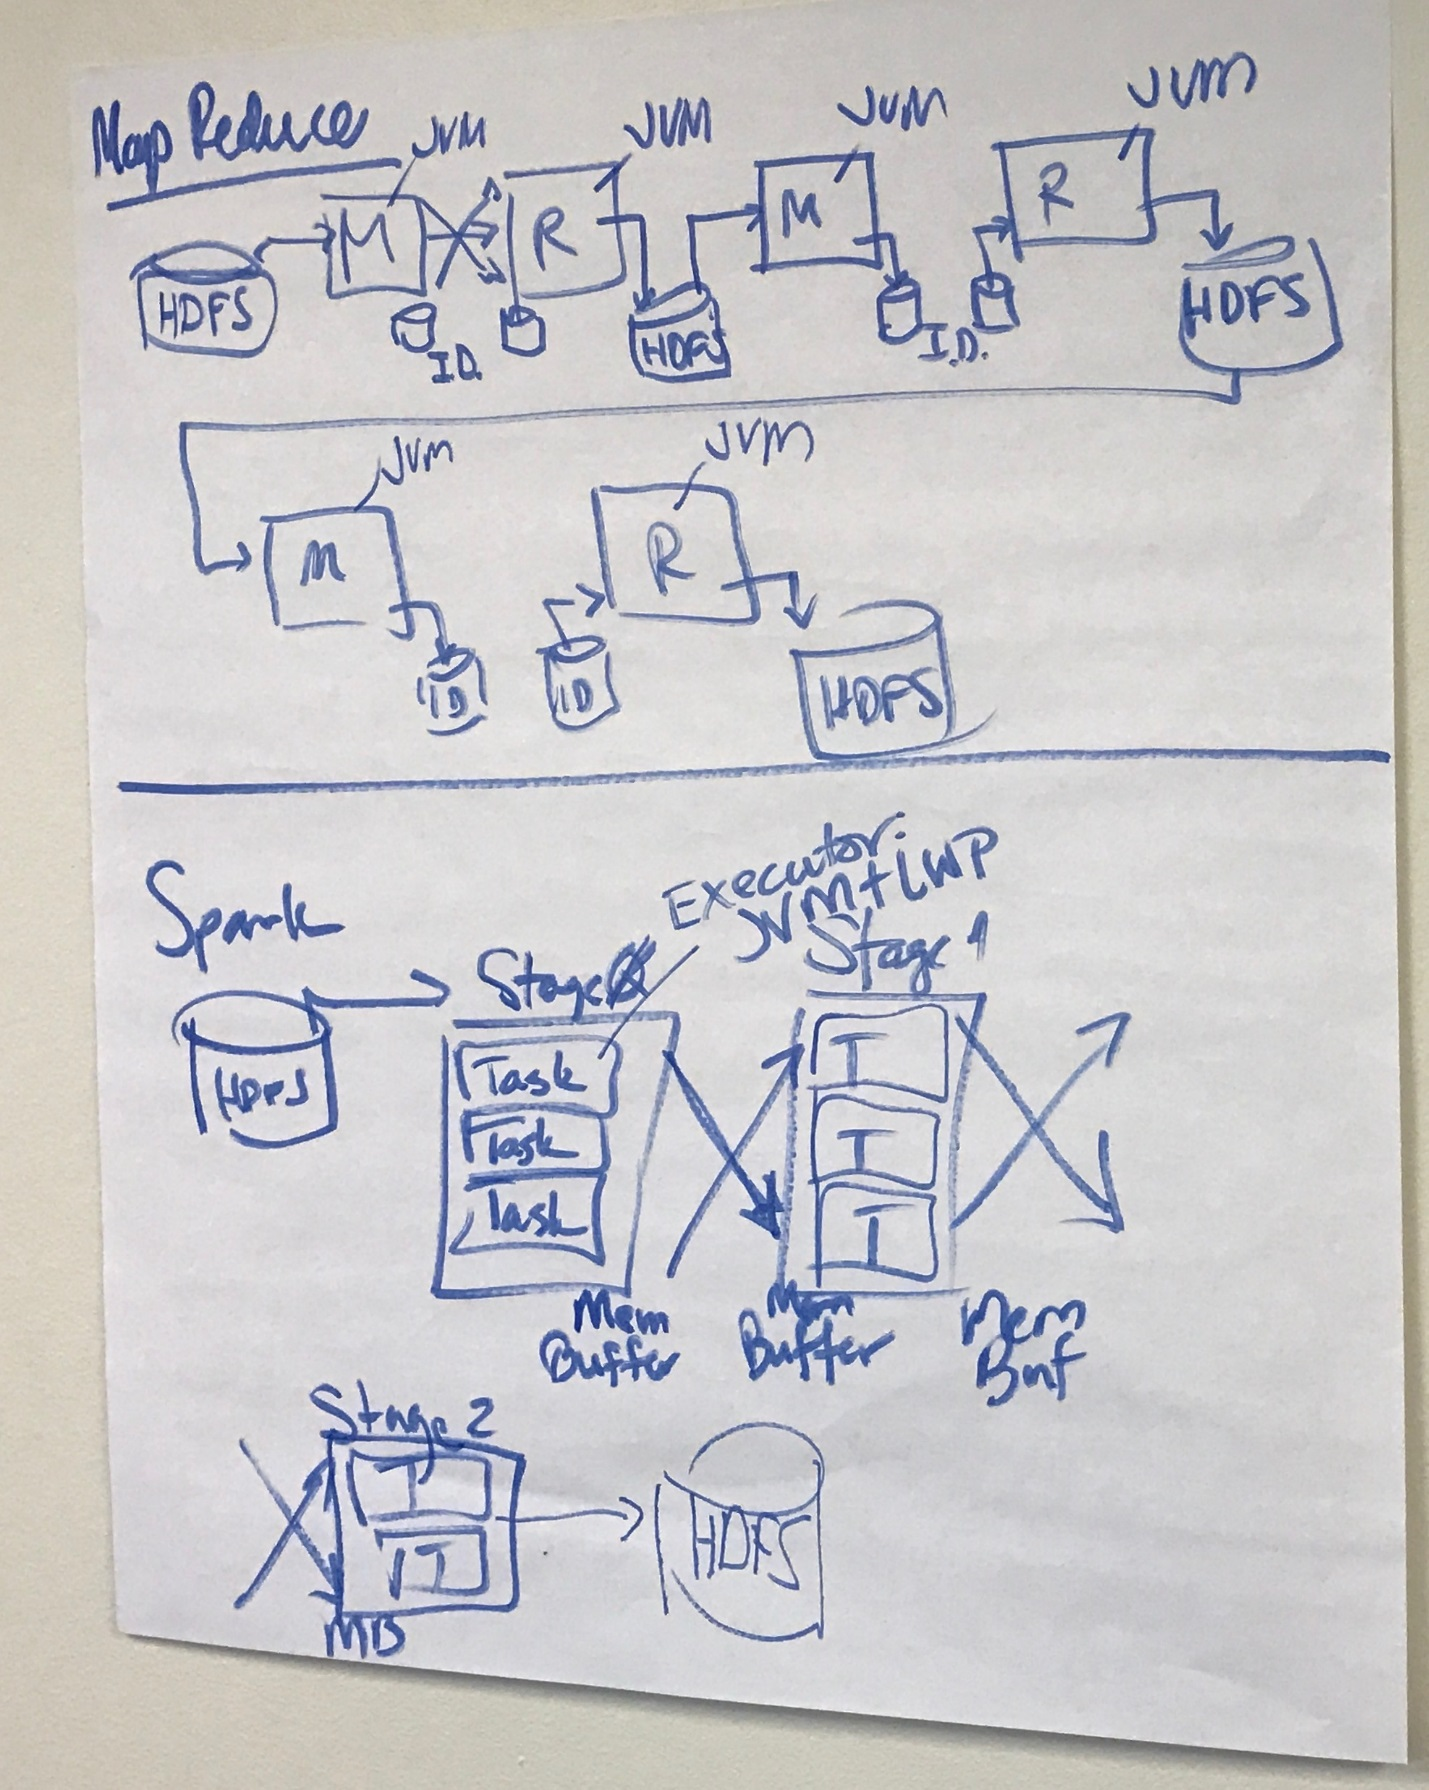 Map Reduce
JVM
JVM
JVM
JVM
M
R
M
R
HDFS
I.D.
HDFS
I.D.
HDFS
JVM
JVM
M
R
ID
ID
HDFS
Spark
Executor:
JVM + LWP
Stage
Stage 1
HDFS
Task
Task
Task
T
T
T
Mem
Buffer
Mem
Buffer
Mem
Buf
Stage 2
T
T
MB
HDFS